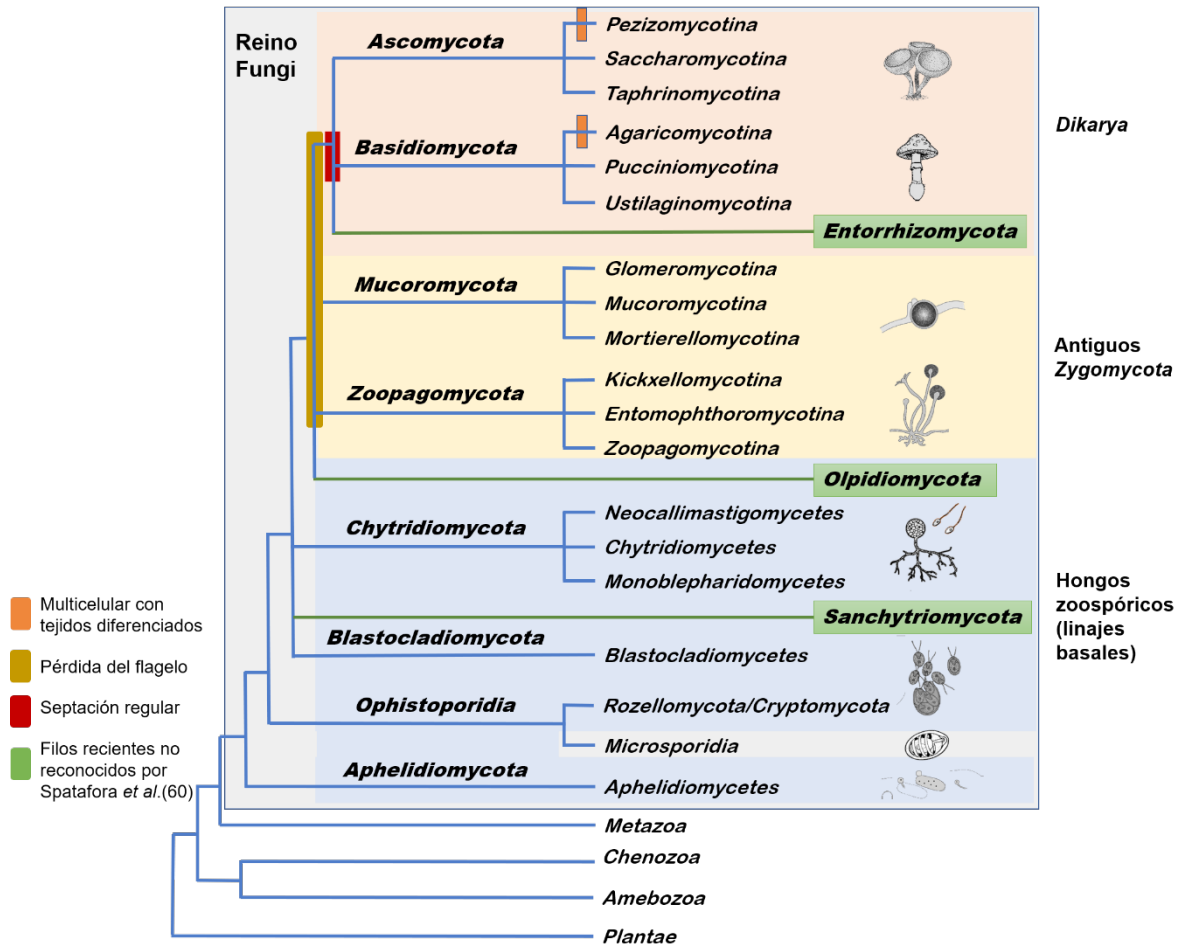 Reino
Fungi
Ascomycota
Pezizomycotina
Saccharomycotina
Taphrinomycotina
Basidiomycota
Agaricomycotina
Pucciniomycotina
Ustilaginomycotina
Entorrhizomycota
Dikarya
Mucoromycota
Glomeromycotina
Mucoromycotina
Mortierellomycotina
Zoopagomycota
Kickxellomycotina
Entomophthoromycotina
Zoopagomycotina
Antiguos
Zygomycota
Olpidiomycota
Chytridiomycota
Neocallimastigomycetes
Chytridiomycetes
Monoblepharidomycetes
Sanchytriomycota
Blastocladiomycota
Blastocladiomycetes
Ophistoporidia
Rozellomycota/Cryptomycota
Microsporidia
Aphelidiomycota
Aphelidiomycetes
Hongos
zoospóricos
(linajes
basales)
Metazoa
Chenozoa
Amebozoa
Plantae
Multicelular con
tejidos diferenciados
Pérdida del flagelo
Septación regular
Filos recientes no
reconocidos por
Spatafora et al.(60)